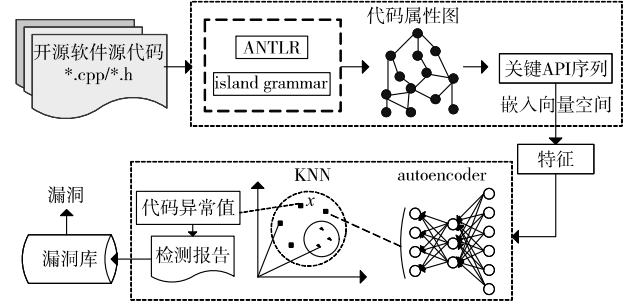 开源软件源代码
*.cpp/*.h
ANTLR
island grammar
代码属性图
关键API序列
嵌入向量空间
特征
autoencoder
KNN
x
代码异常值
检测报告
漏洞库
漏洞